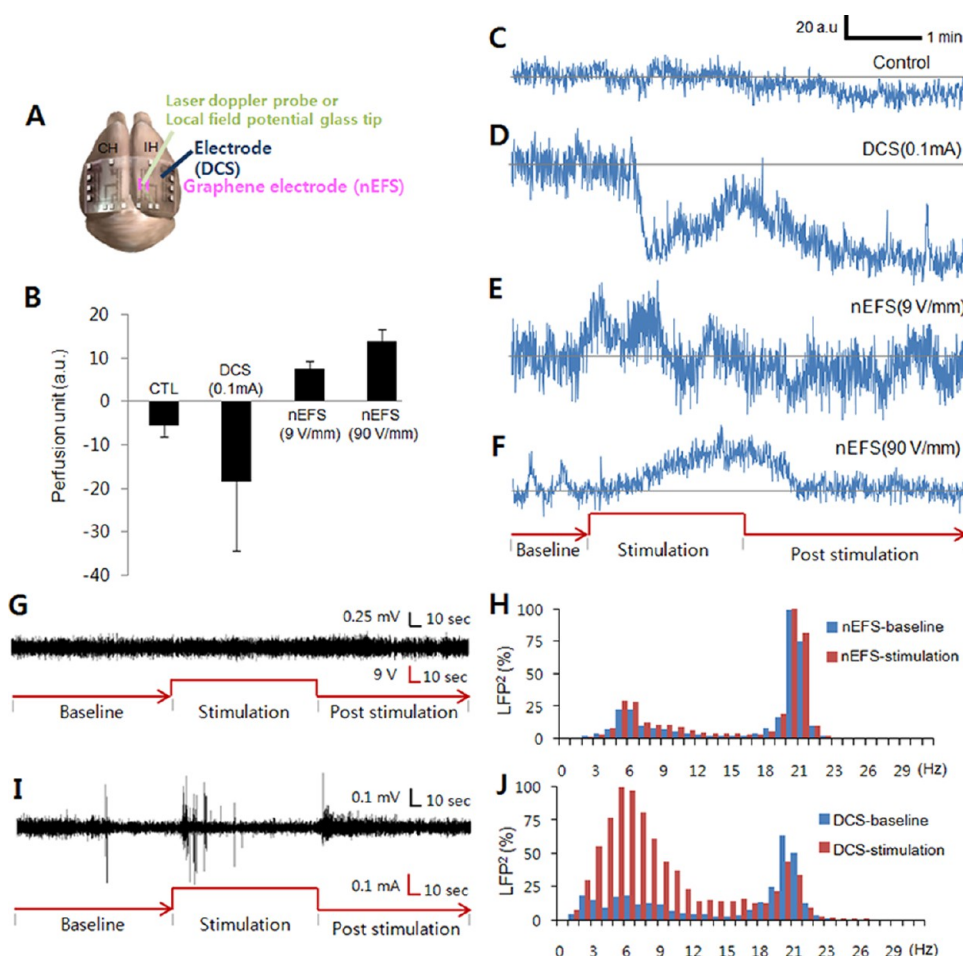 A
Laser doppler probe or
Local field potential glass tip
CH IH
Electrode
(DCS)
Graphene electrode (nEFS)
B
Perfusion unit (a.u.)
20
10
0
-10
-20
-30
-40
CTL
DCS
(0.1mA)
nEFS
(9 V/mm)
nEFS
(90 V/mm)
C
20 a.u
1 min
Control
D
DCS(0.1mA)
E
nEFS(9 V/mm)
F
nEFS(90 V/mm)
Baseline Stimulation Post stimulation
G
0.25 mV 10 sec
9 V 10 sec
Baseline Stimulation Post stimulation
H
LFP² (%)
100
75
50
25
0
nEFS-baseline
nEFS-stimulation
0 3 6 9 12 15 18 21 23 26 29 (Hz)
I
0.1 mV 10 sec
0.1 mA 10 sec
Baseline Stimulation Post stimulation
J
LFP² (%)
100
75
50
25
0
DCS-baseline
DCS-stimulation
0 3 6 9 12 15 18 21 23 26 29 (Hz)